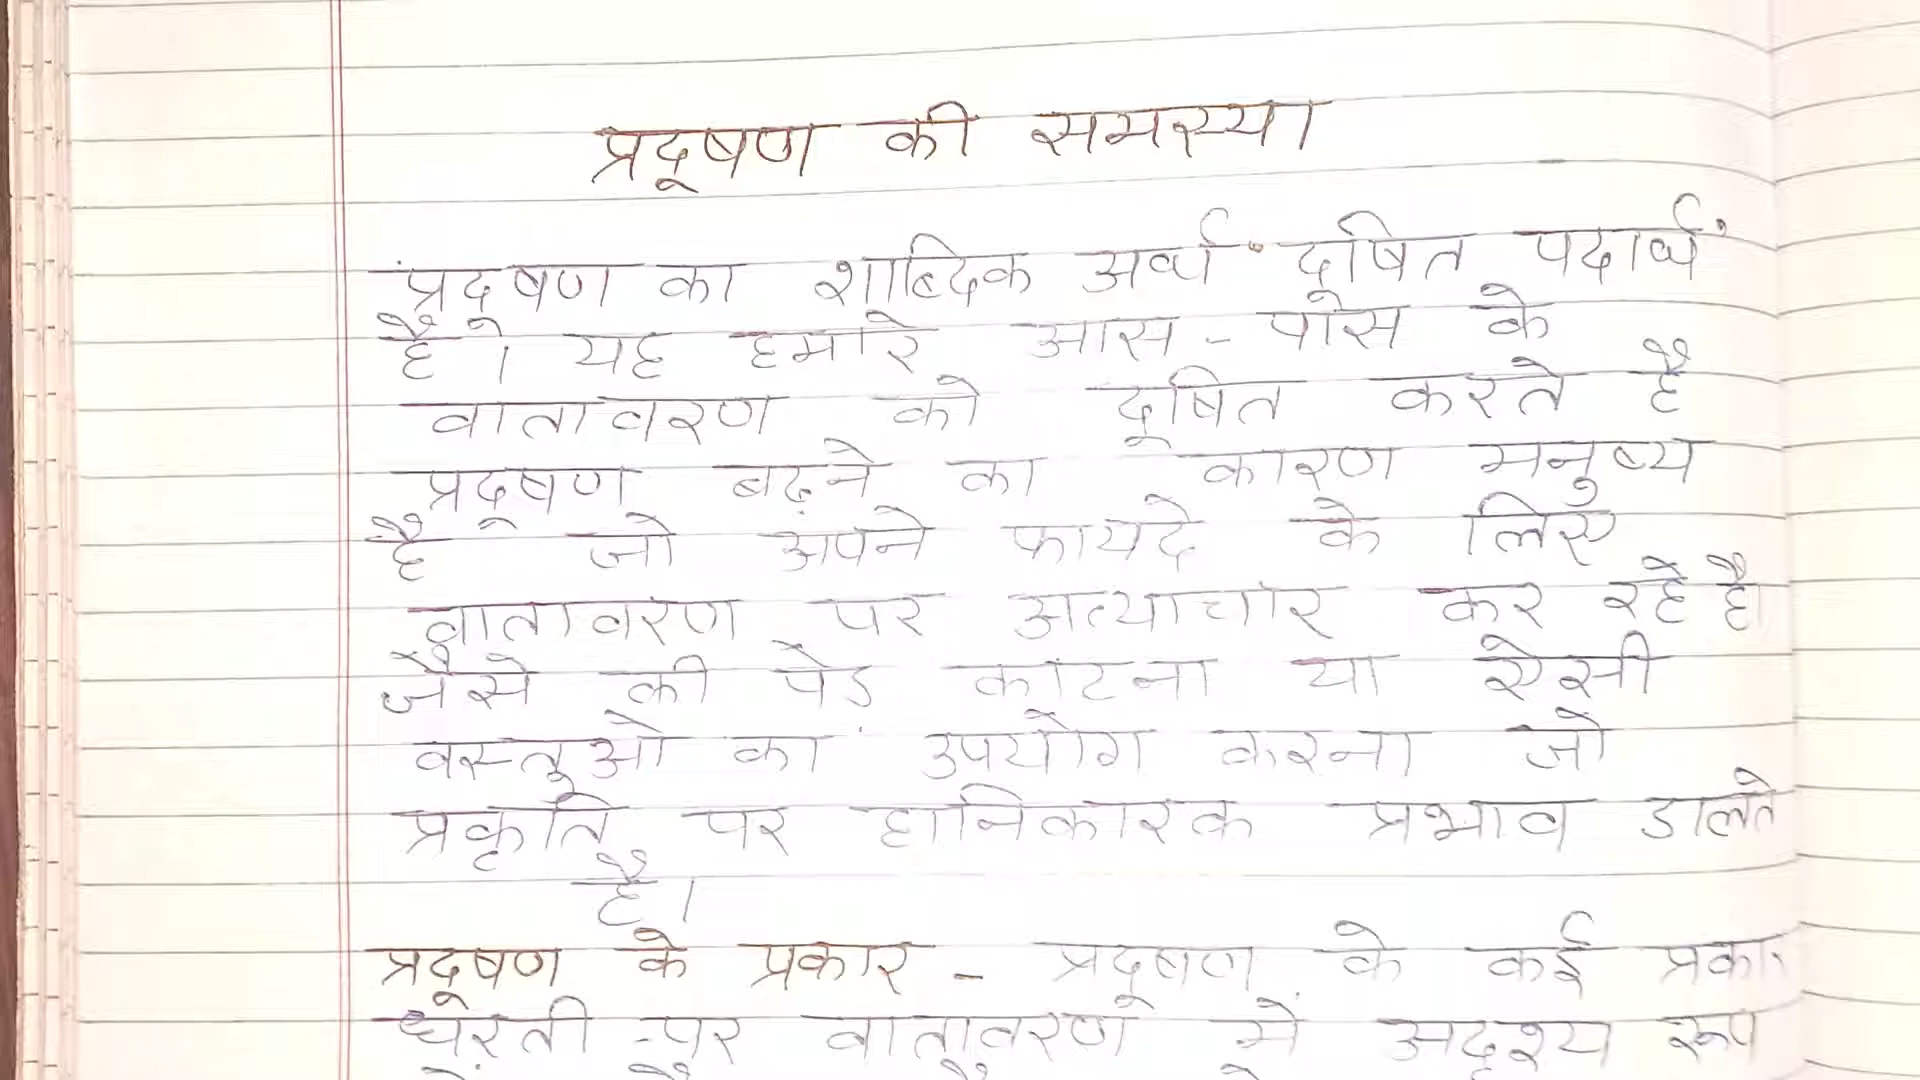 प्रदूषण की समस्या
प्रदूषण का शाब्दिक अर्थ दूषित पदार्थ
है। यह हमारे आस-पास के
वातावरण को दूषित करते है
प्रदूषण बढ़ने का कारण मनुष्य
है जो अपने फायदे के लिए
वातावरण पर अत्याचार कर रहे है।
जैसे की पेड काटना या ऐसी
वस्तुओ का उपयोग करना जो
प्रकृति पर हानिकारक प्रभाव डालते
है।
प्रदूषण के प्रकार - प्रदूषण के कई प्रका
धरती पर वातावरण में अदृश्य रूप